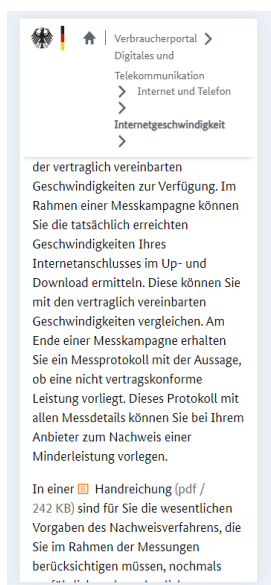 Verbraucherportal
Digitales und
Telekommunikation
Internet und Telefon
Internetgeschwindigkeit
der vertraglich vereinbarten
Geschwindigkeiten zur Verfügung. Im
Rahmen einer Messkampagne können
Sie die tatsächlich erreichten
Geschwindigkeiten Ihres
Internetanschlusses im Up- und
Download ermitteln. Diese können Sie
mit den vertraglich vereinbarten
Geschwindigkeiten vergleichen. Am
Ende einer Messkampagne erhalten
Sie ein Messprotokoll mit der Aussage,
ob eine nicht vertragskonforme
Leistung vorliegt. Dieses Protokoll mit
allen Messdetails können Sie bei Ihrem
Anbieter zum Nachweis einer
Minderleistung vorlegen.
In einer Handreichung (pdf /
242 KB) sind für Sie die wesentlichen
Vorgaben des Nachweisverfahrens, die
Sie im Rahmen der Messungen
berücksichtigen müssen, nochmals